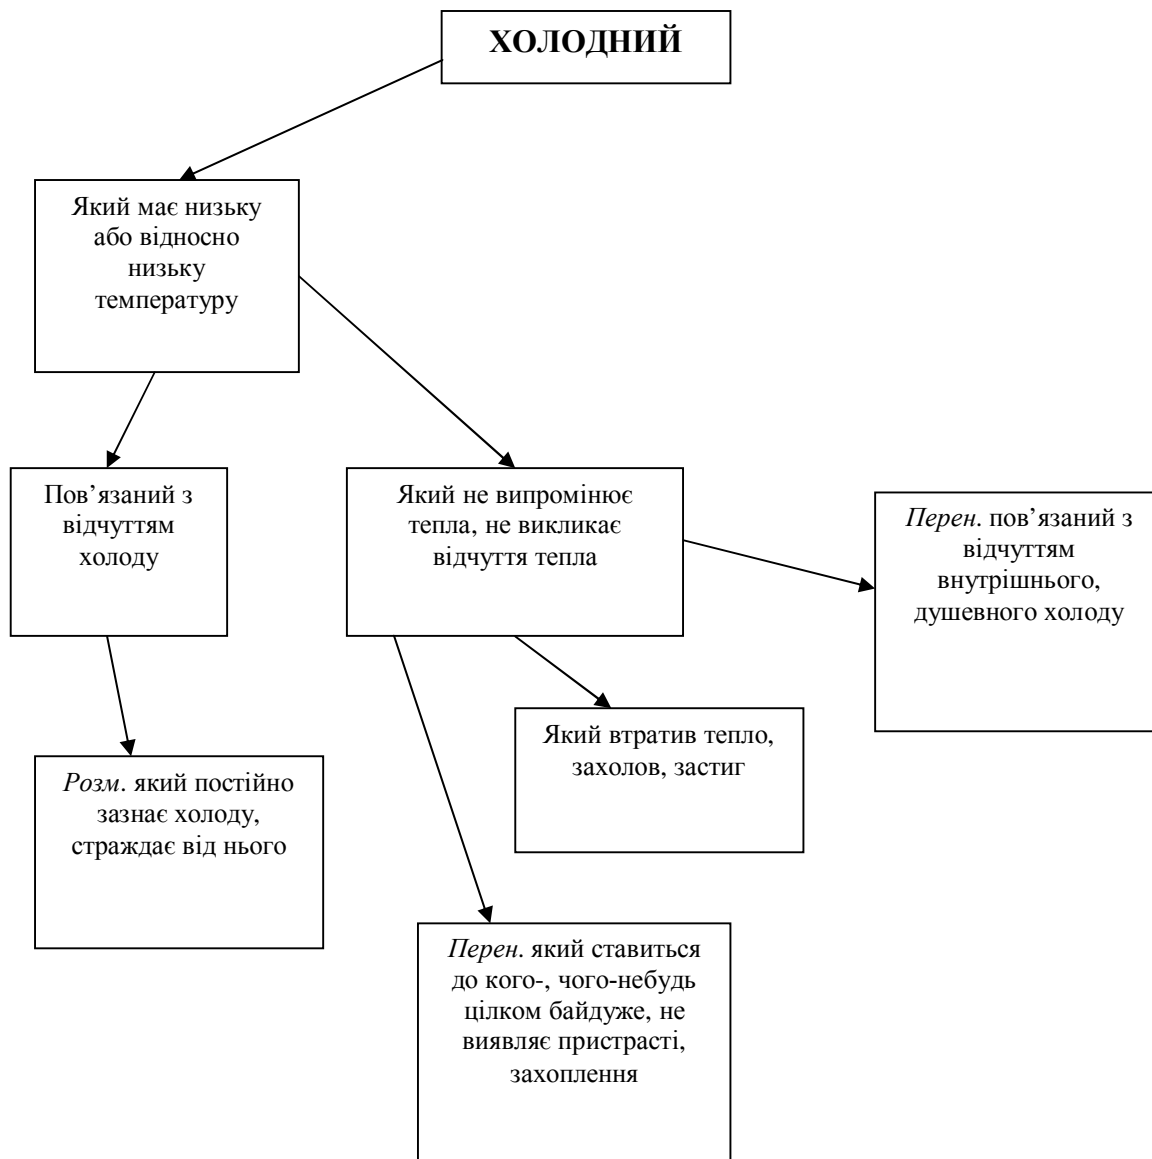 ХОЛОДНИЙ
Який має низьку
або відносно
низьку
температуру
Пов’язаний з
відчуттям
холоду
Який не випромінює
тепла, не викликає
відчуття тепла
Перен. пов’язаний з
відчуттям
внутрішнього,
душевного холоду
Який втратив тепло,
захолов, застиг
Розм. який постійно
зазнає холоду,
страждає від нього
Перен. який ставиться
до кого-, чого-небудь
цілком байдуже, не
виявляє пристрасті,
захоплення